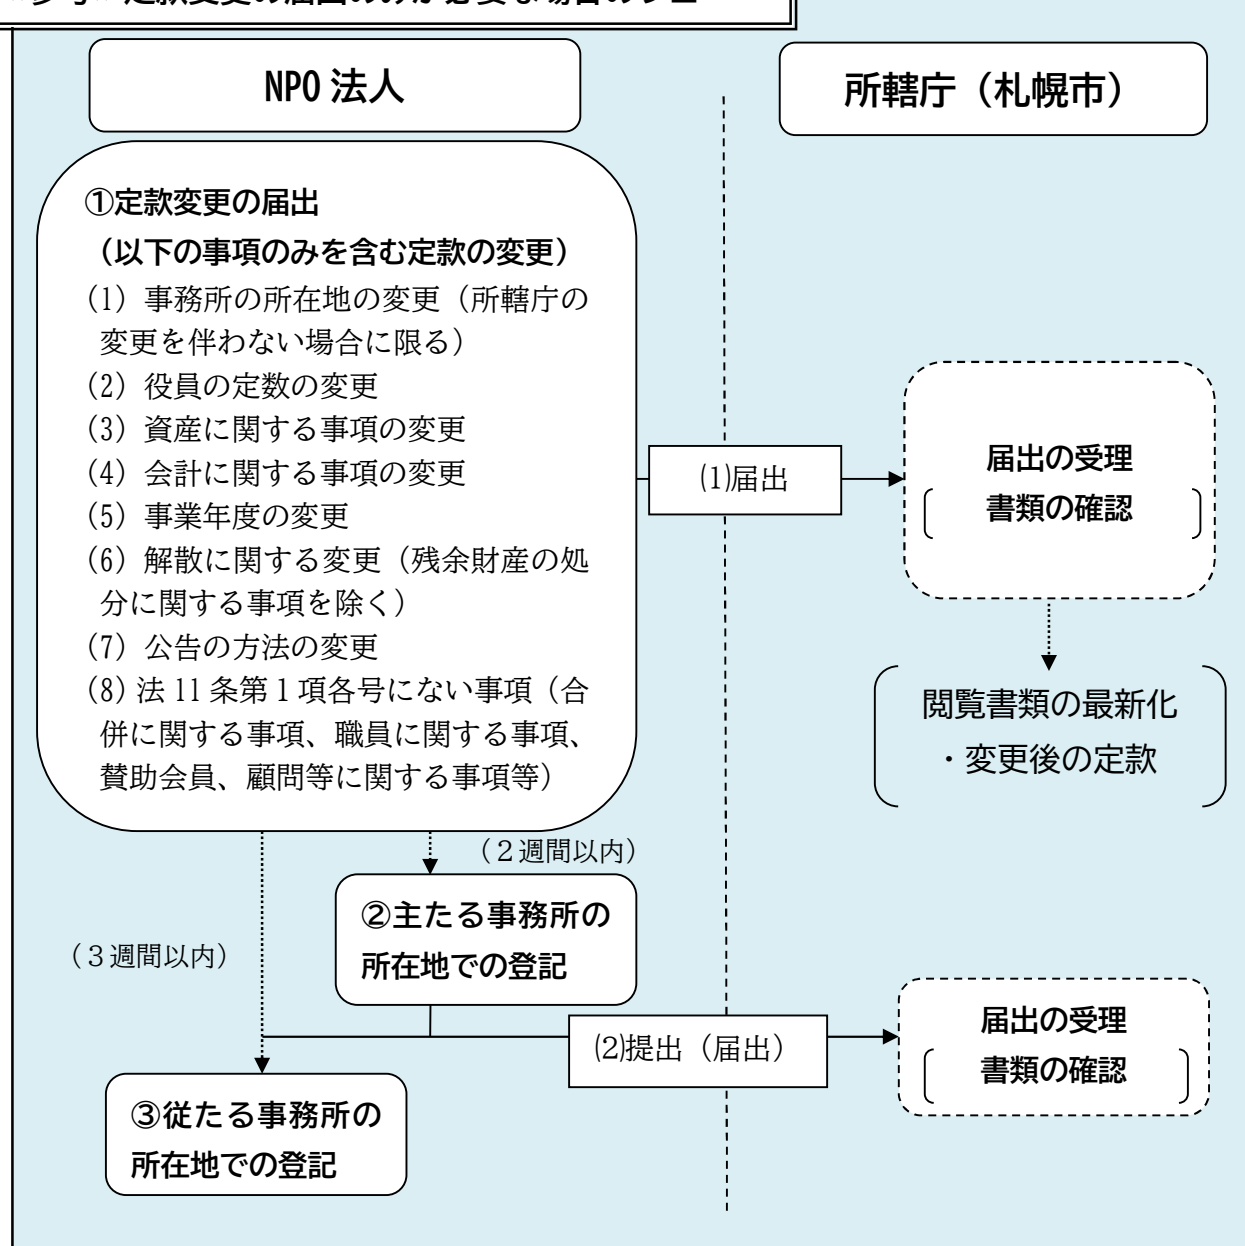 NPO 法人
所轄庁（札幌市）
①定款変更の届出
（以下の事項のみを含む定款の変更）
(1) 事務所の所在地の変更（所轄庁の
変更を伴わない場合に限る）
(2) 役員の定数の変更
(3) 資産に関する事項の変更
(4) 会計に関する事項の変更
(5) 事業年度の変更
(6) 解散に関する変更（残余財産の処
分に関する事項を除く）
(7) 公告の方法の変更
(8) 法 11 条第１項各号にない事項（合
併に関する事項、職員に関する事項、
賛助会員、顧問等に関する事項等）
⑴届出
届出の受理
書類の確認
閲覧書類の最新化
・変更後の定款
（２週間以内）
②主たる事務所の
所在地での登記
（３週間以内）
⑵提出（届出）
届出の受理
書類の確認
③従たる事務所の
所在地での登記